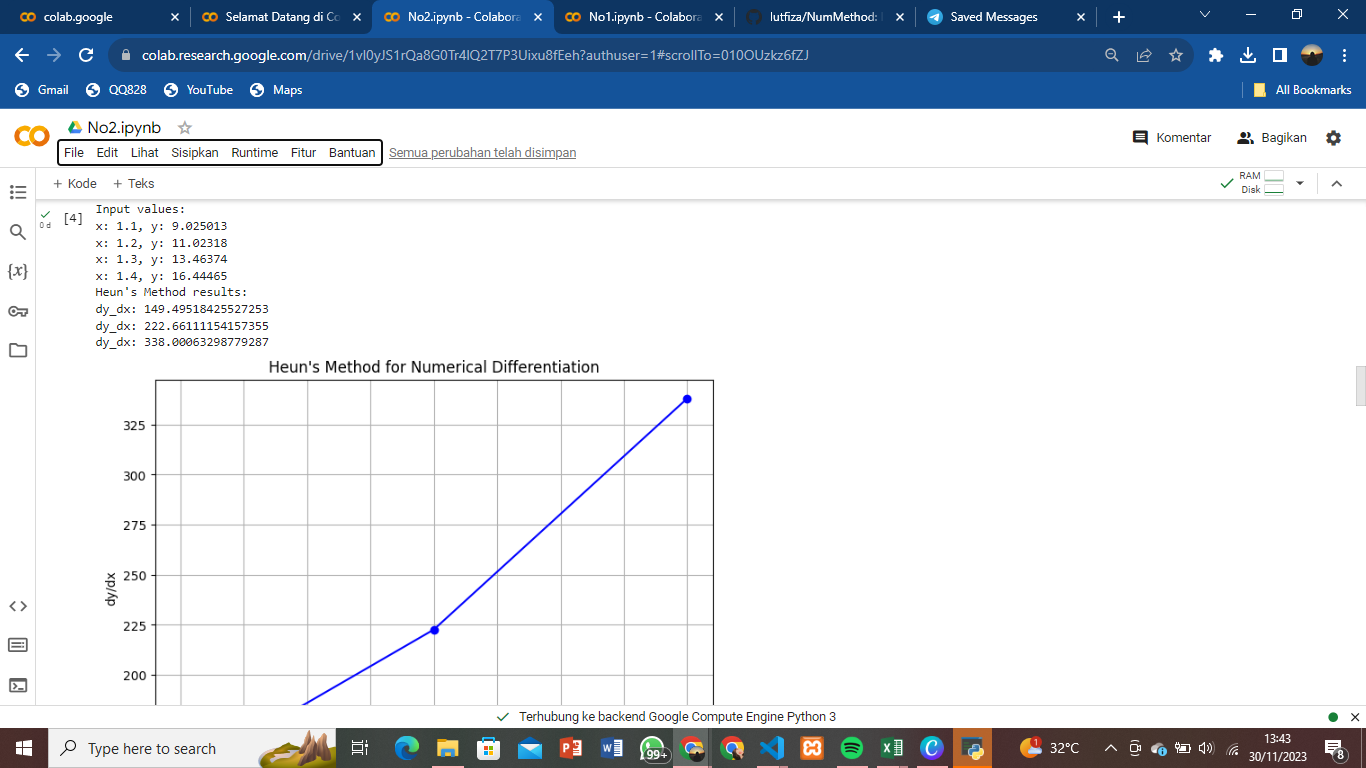 colab.google
Selamat Datang di Co
No2.ipynb - Colabora
No1.ipynb - Colabora
lutfiza/NumMethod:
Saved Messages
colab.research.google.com/drive/1vl0yJS1rQa8G0Tr4lQ2T7P3Uixu8fEeh?authuser=1#scrollTo=010OUzkz6fZJ
Gmail
QQ828
YouTube
Maps
All Bookmarks
No2.ipynb
File Edit Lihat Sisipkan Runtime Fitur Bantuan Semua perubahan telah disimpan
Komentar
Bagikan
+ Kode + Teks
RAM
Disk
[4]
0 d
Input values:
x: 1.1, y: 9.025013
x: 1.2, y: 11.02318
x: 1.3, y: 13.46374
x: 1.4, y: 16.44465
Heun's Method results:
dy_dx: 149.49518425527253
dy_dx: 222.66111154157355
dy_dx: 338.00063298779287
Heun's Method for Numerical Differentiation
325
300
275
250
225
200
dy/dx
Terhubung ke backend Google Compute Engine Python 3
Type here to search
99+
1
32°C
13:43
30/11/2023
8